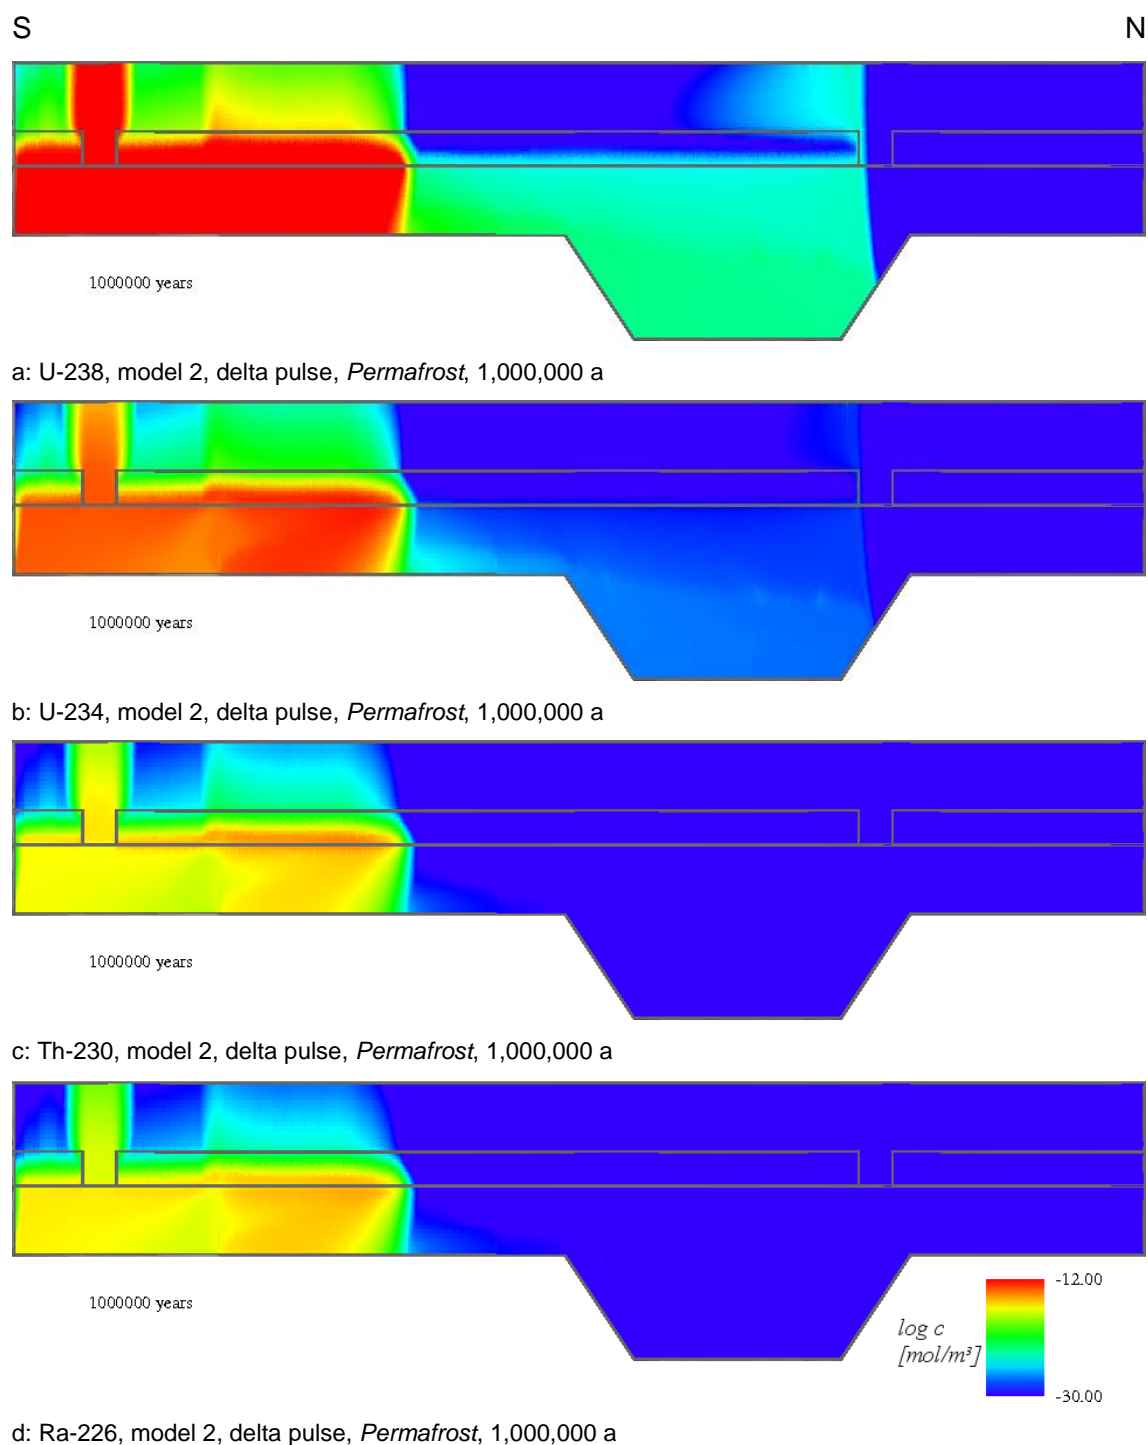 S N
1000000 years
a: U-238, model 2, delta pulse, Permafrost, 1,000,000 a
1000000 years
b: U-234, model 2, delta pulse, Permafrost, 1,000,000 a
1000000 years
c: Th-230, model 2, delta pulse, Permafrost, 1,000,000 a
-12.00
1000000 years
log c
[mol/m³]
-30.00
d: Ra-226, model 2, delta pulse, Permafrost, 1,000,000 a